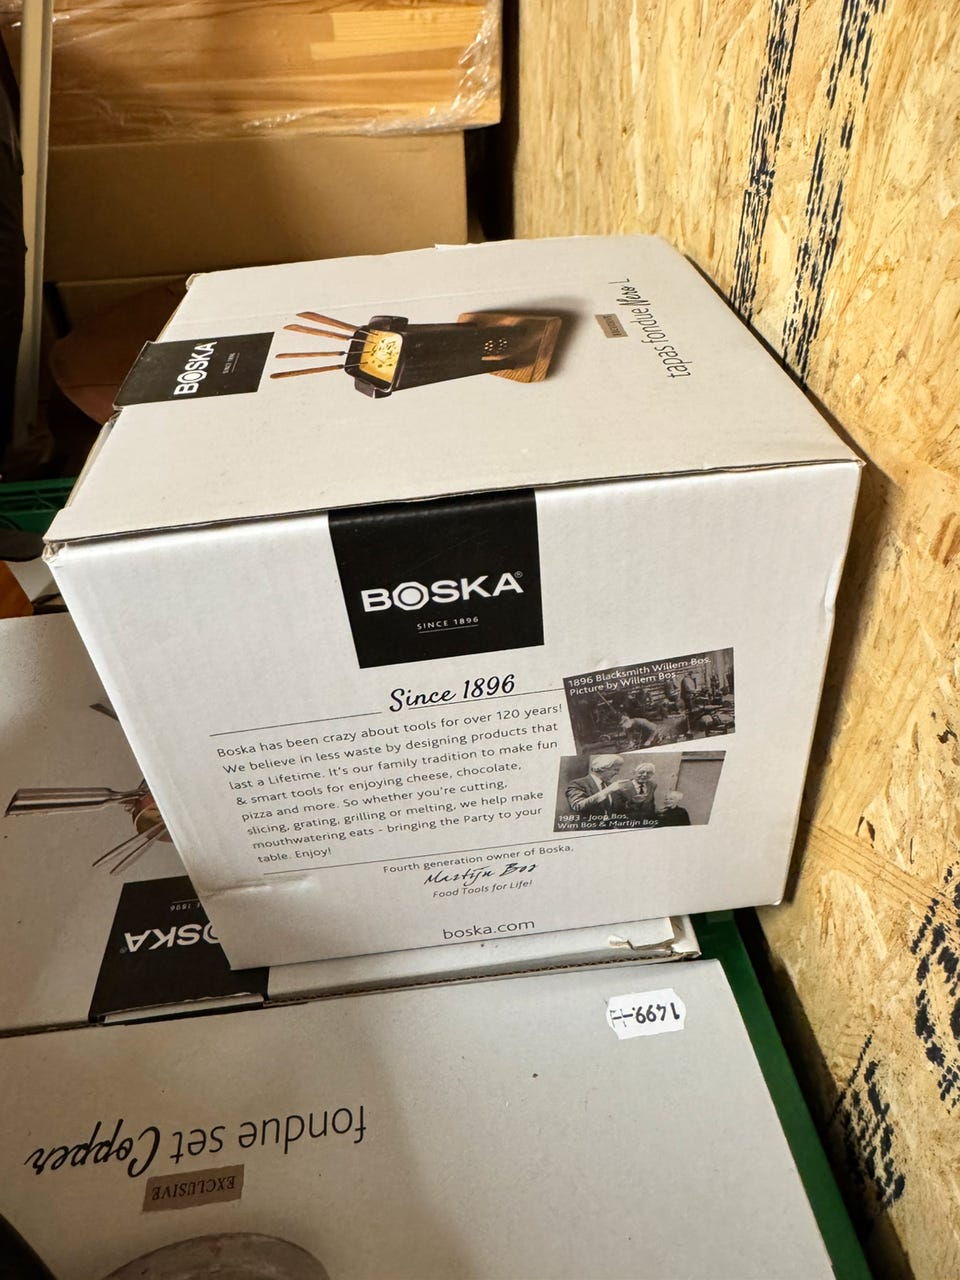 BOSKA
SINCE 1896
tapas fondue Nero L
BOSKA®
SINCE 1896
Since 1896
Boska has been crazy about tools for over 120 years!
We believe in less waste by designing products that
last a Lifetime. It's our family tradition to make fun
& smart tools for enjoying cheese, chocolate,
pizza and more. So whether you're cutting,
slicing, grating, grilling or melting, we help make
mouthwatering eats - bringing the Party to your
table. Enjoy!
1896 Blacksmith Willem Bos.
Picture by Willem Bos.
1983 - Joop Bos,
Wim Bos & Martijn Bos
Fourth generation owner of Boska,
Martijn Bos
Food Tools for Life!
boska.com
BOSKA®
1896
1499.-
fondue set Copper
EXCLUSIVE